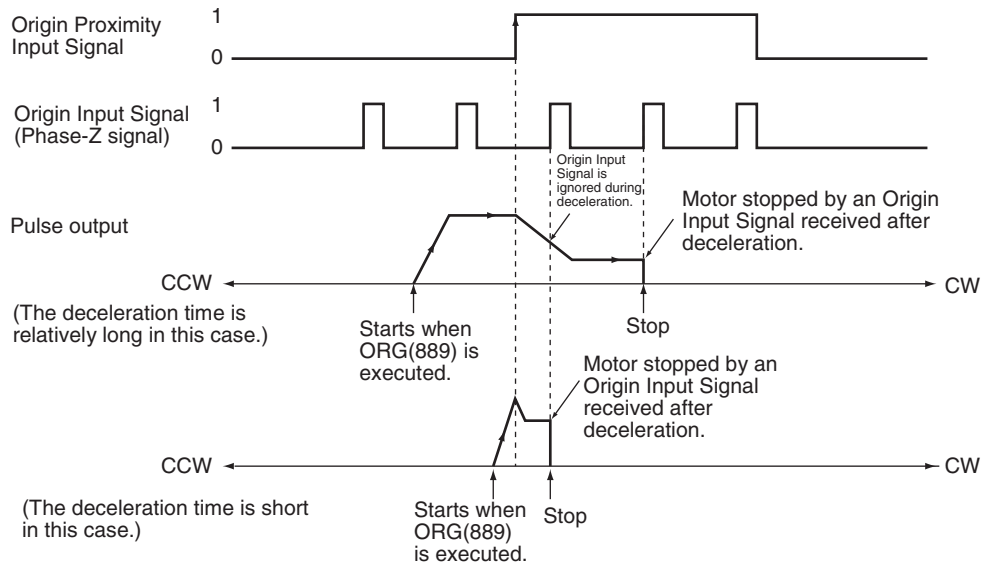 Origin Proximity
Input Signal
1
0
Origin Input Signal
(Phase-Z signal)
1
0
Origin Input
Signal is
ignored during
deceleration.
Pulse output
Motor stopped by an Origin
Input Signal received after
deceleration.
CCW
CW
(The deceleration time is
relatively long in this case.)
Starts when
ORG(889) is
executed.
Stop
Motor stopped by an
Origin Input Signal
received after
deceleration.
CCW
CW
(The deceleration time is short
in this case.)
Starts when
ORG(889)
is executed.
Stop